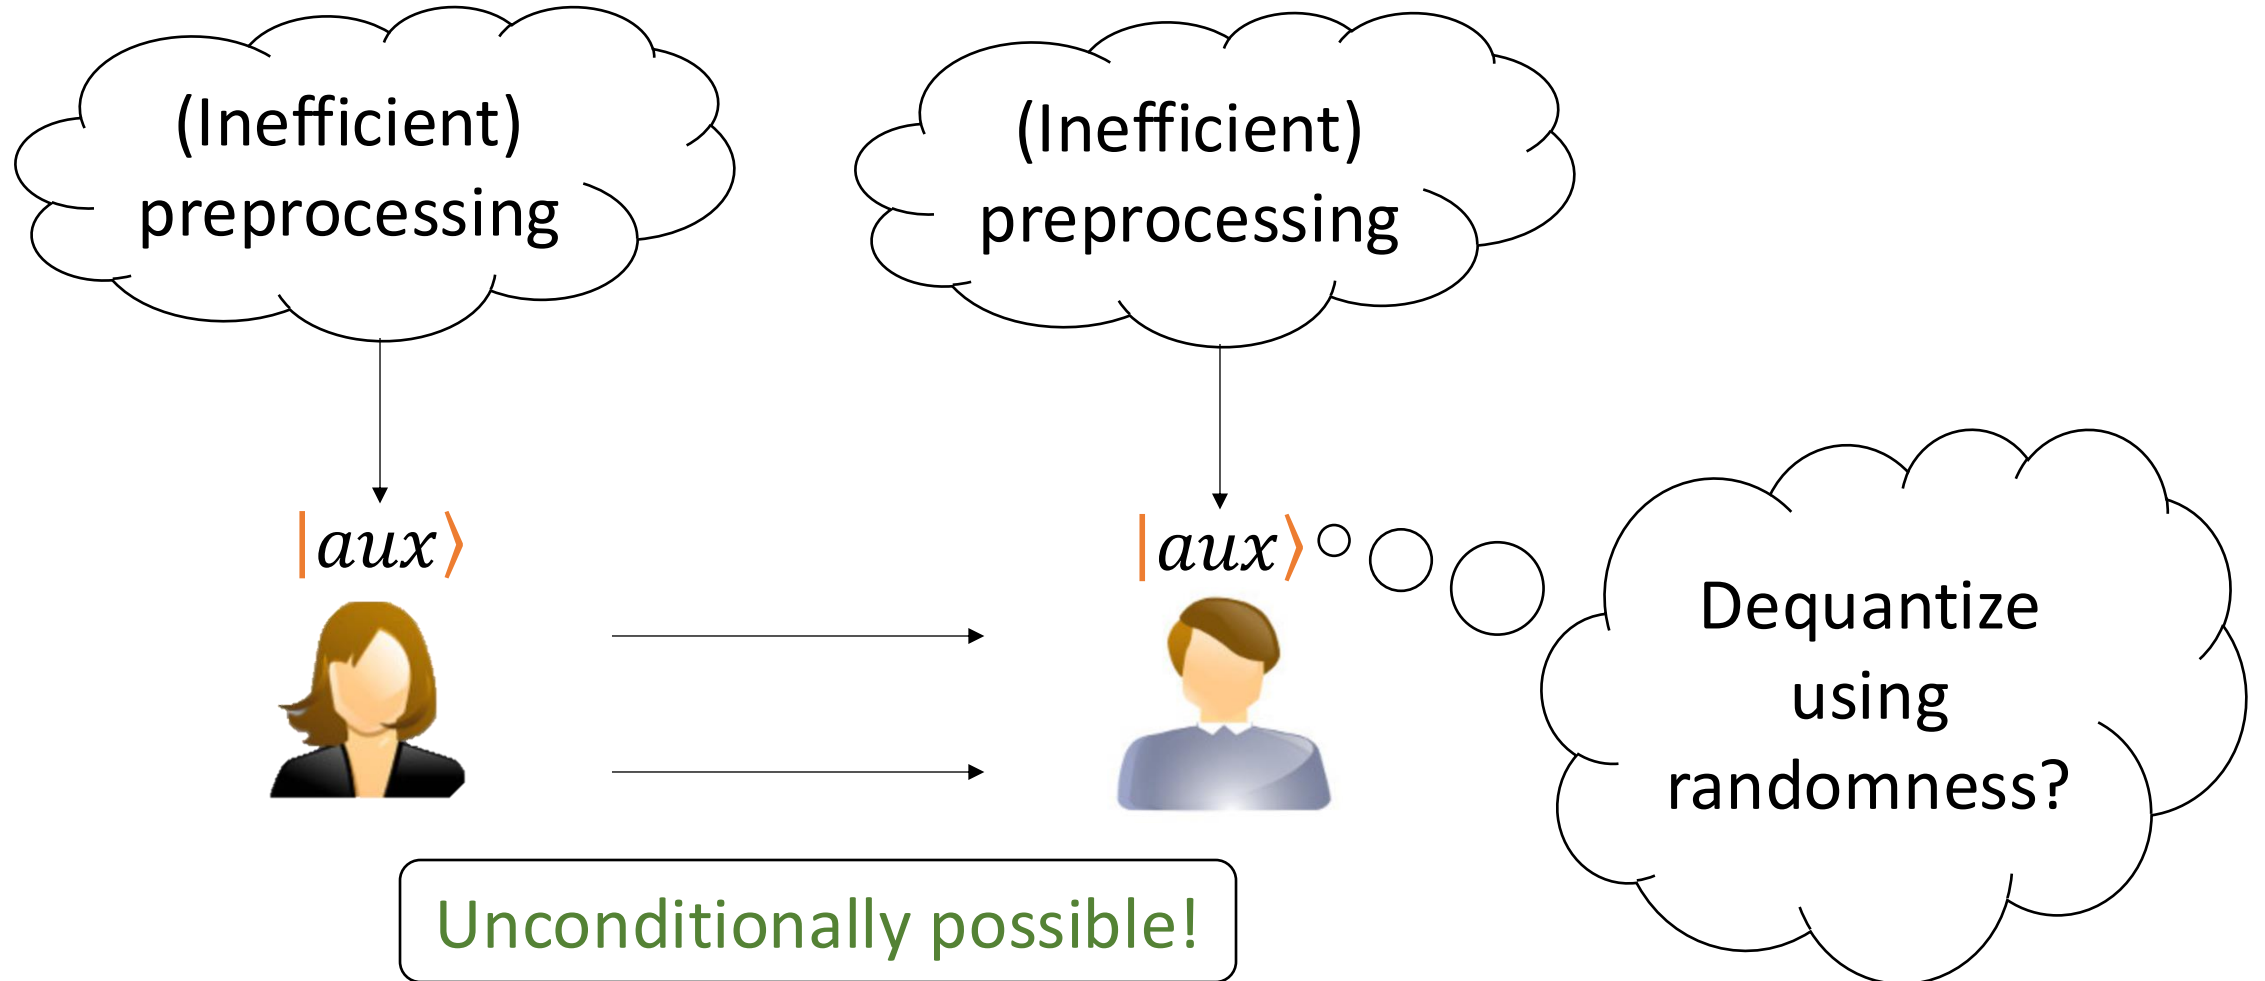 (Inefficient)
preprocessing
(Inefficient)
preprocessing
|aux⟩
|aux⟩
Dequantize
using
randomness?
Unconditionally possible!